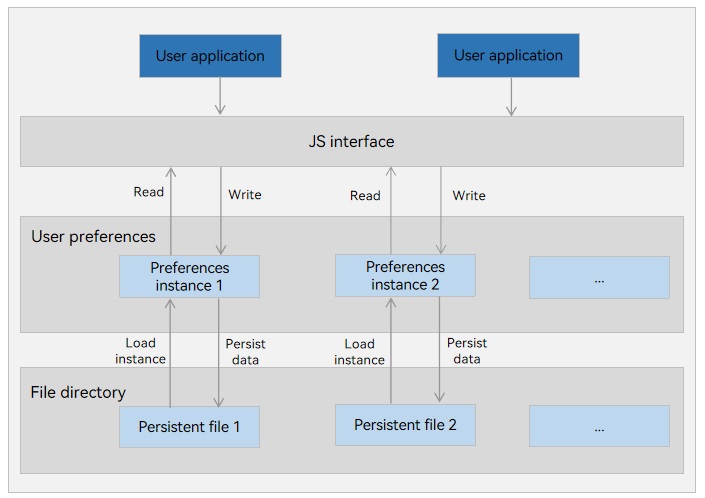 User application
User application
JS interface
Read
Write
Read
Write
User preferences
Preferences
instance 1
Preferences
instance 2
...
Load
instance
Persist
data
Load
instance
Persist
data
File directory
Persistent file 1
Persistent file 2
...